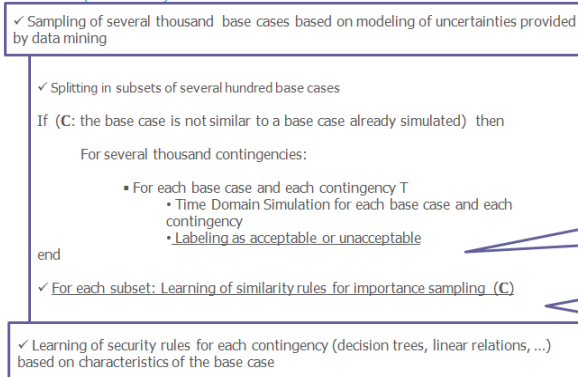 ✓ Sampling of several thousand base cases based on modeling of uncertainties provided
by data mining
✓ Splitting in subsets of several hundred base cases
If (C: the base case is not similar to a base case already simulated) then
For several thousand contingencies:
▪ For each base case and each contingency T
• Time Domain Simulation for each base case and each
contingency
• Labeling as acceptable or unacceptable
end
✓ For each subset: Learning of similarity rules for importance sampling (C)
✓ Learning of security rules for each contingency (decision trees, linear relations, ...)
based on characteristics of the base case